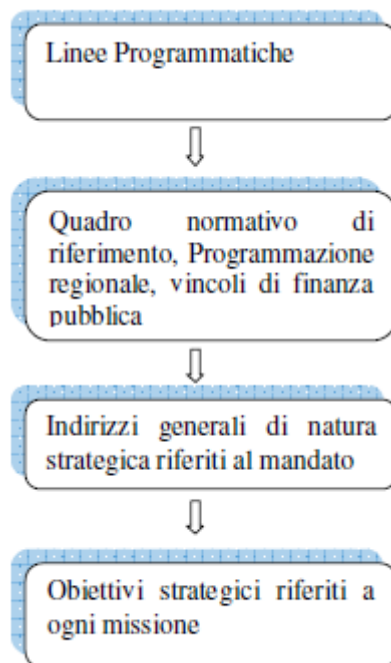 Linee Programmatiche
Quadro normativo di
riferimento, Programmazione
regionale, vincoli di finanza
pubblica
Indirizzi generali di natura
strategica riferiti al mandato
Obiettivi strategici riferiti a
ogni missione